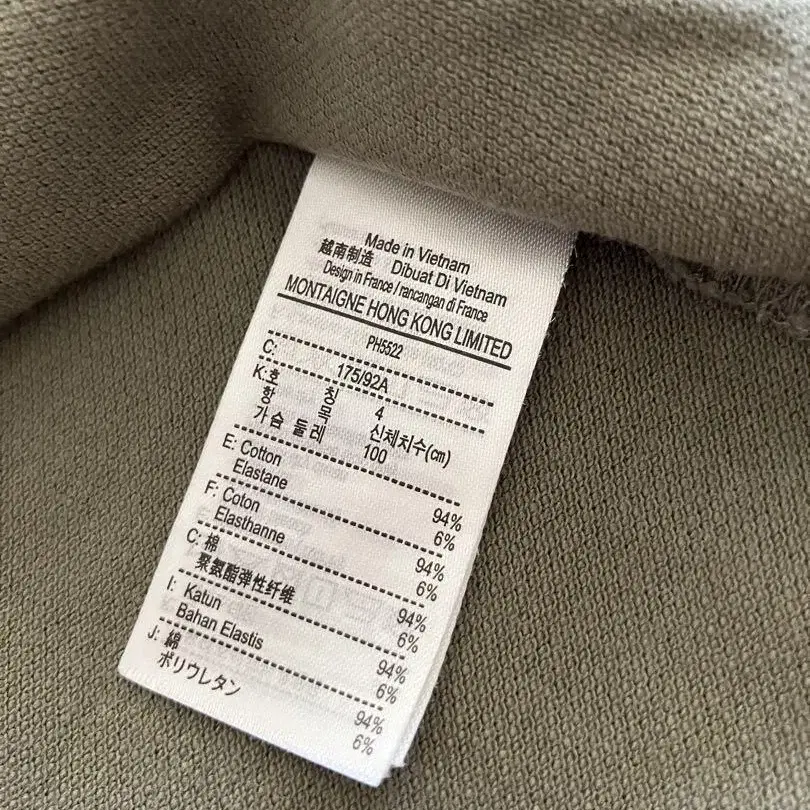 Made in Vietnam
越南制造 Dibuat Di Vietnam
Design in France / rancangan di France
MONTAIGNE HONG KONG LIMITED
PH5522
C: 175/92A
K: 호 칭 4
항 목 신체치수(cm)
가슴 둘레 100
E: Cotton 94%
Elastane 6%
F: Coton 94%
Elasthanne 6%
C: 棉 94%
聚氨酯弹性纤维 6%
I: Katun 94%
Bahan Elastis 6%
J: 綿 94%
ポリウレタン 6%